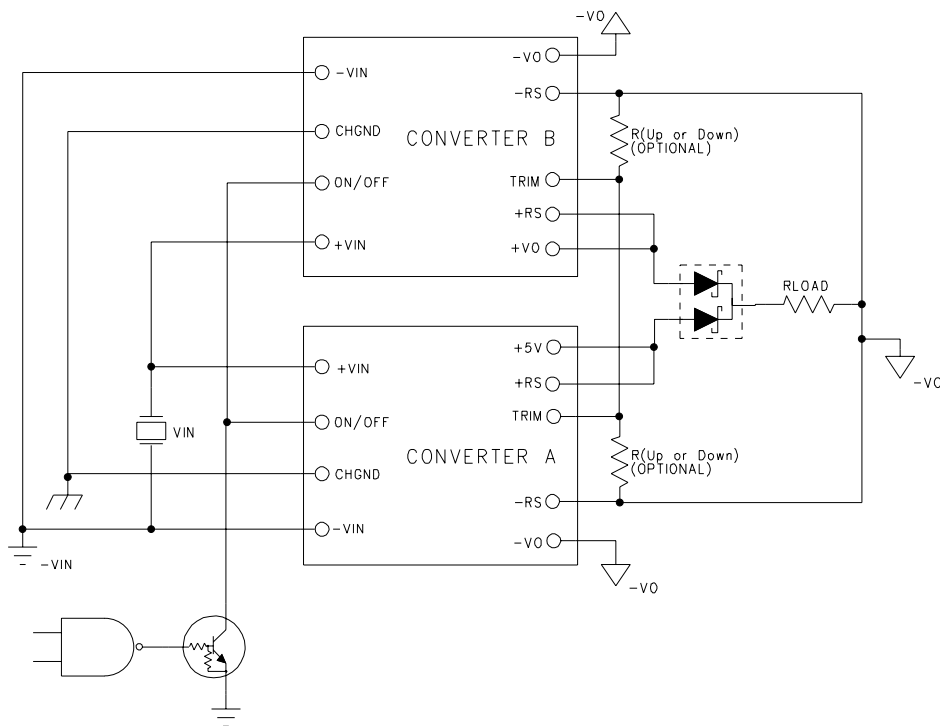 -VO
-VIN
-VO
-RS
CHGND
CONVERTER B
R(Up or Down)
(OPTIONAL)
ON/OFF
TRIM
+RS
+VIN
+VO
RLOAD
+5V
+VIN
+RS
-VO
ON/OFF
TRIM
VIN
CONVERTER A
R(Up or Down)
(OPTIONAL)
CHGND
-RS
-VIN
-VO
-VIN
-VO